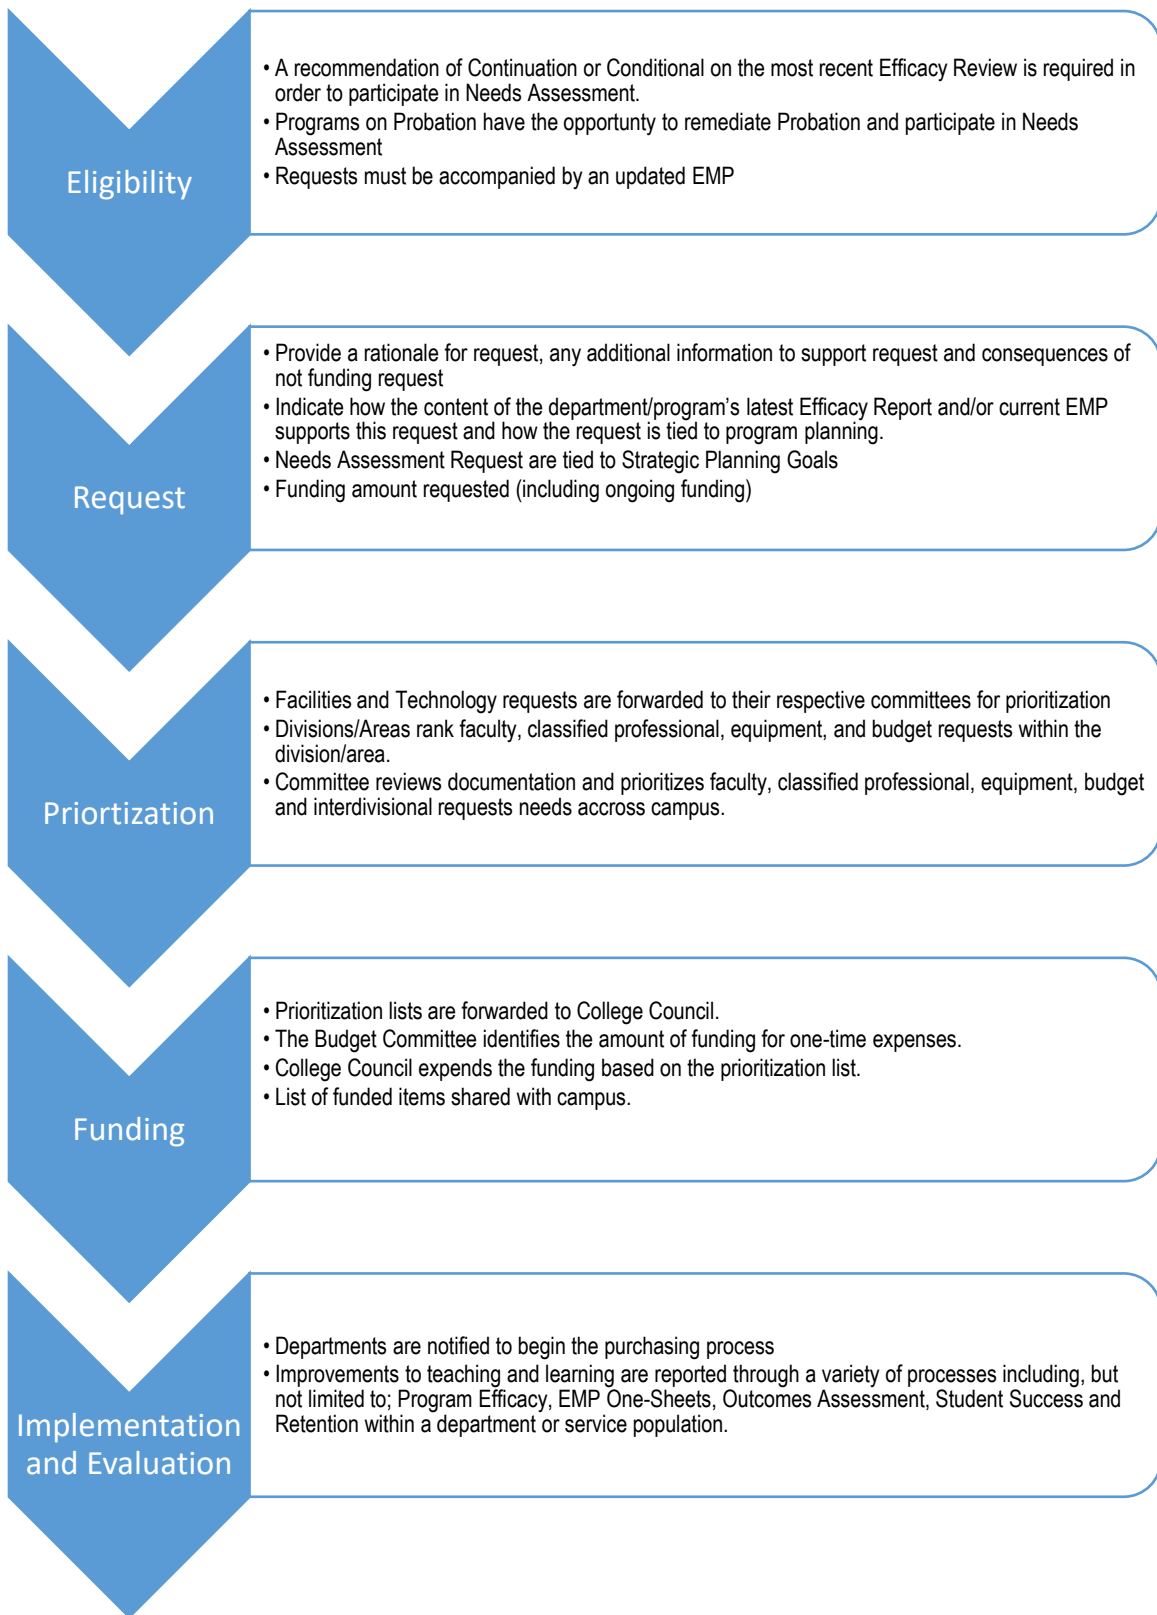 Eligibility
• A recommendation of Continuation or Conditional on the most recent Efficacy Review is required in
order to participate in Needs Assessment.
• Programs on Probation have the opportunty to remediate Probation and participate in Needs
Assessment
• Requests must be accompanied by an updated EMP
Request
• Provide a rationale for request, any additional information to support request and consequences of
not funding request
• Indicate how the content of the department/program’s latest Efficacy Report and/or current EMP
supports this request and how the request is tied to program planning.
• Needs Assessment Request are tied to Strategic Planning Goals
• Funding amount requested (including ongoing funding)
Priortization
• Facilities and Technology requests are forwarded to their respective committees for prioritization
• Divisions/Areas rank faculty, classified professional, equipment, and budget requests within the
division/area.
• Committee reviews documentation and prioritizes faculty, classified professional, equipment, budget
and interdivisional requests needs accross campus.
Funding
• Prioritization lists are forwarded to College Council.
• The Budget Committee identifies the amount of funding for one-time expenses.
• College Council expends the funding based on the prioritization list.
• List of funded items shared with campus.
Implementation
and Evaluation
• Departments are notified to begin the purchasing process
• Improvements to teaching and learning are reported through a variety of processes including, but
not limited to; Program Efficacy, EMP One-Sheets, Outcomes Assessment, Student Success and
Retention within a department or service population.